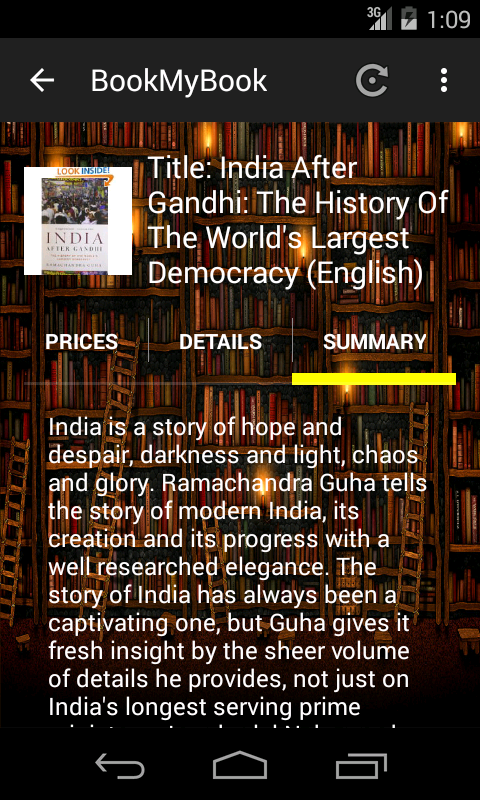 3G 1:09
BookMyBook
LOOK INSIDE!
INDIA
AFTER GANDHI
Title: India After
Gandhi: The History Of
The World's Largest
Democracy (English)
PRICES DETAILS SUMMARY
India is a story of hope and
despair, darkness and light, chaos
and glory. Ramachandra Guha tells
the story of modern India, its
creation and its progress with a
well researched elegance. The
story of India has always been a
captivating one, but Guha gives it
fresh insight by the sheer volume
of details he provides, not just on
India's longest serving prime